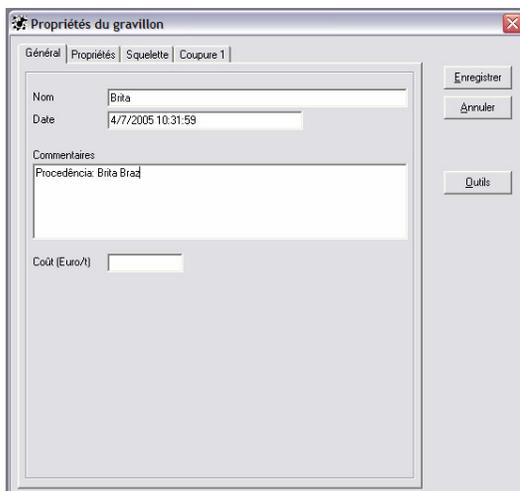 Propriétés du gravillon
Général Propriétés Squelette Coupure 1
Enregistrer
Nom Brita
Annuler
Date 4/7/2005 10:31:59
Commentaires
Procedência: Brita Braz
Outils
Coût (Euro/t)